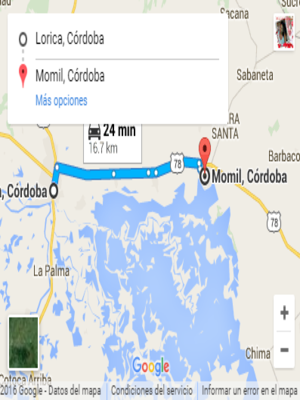 Sacana
Sucre
Lorica, Córdoba
Momil, Córdoba
Más opciones
Sabaneta
24 min
16.7 km
ERA
SANTA
78
Barbaco
, Córdoba
Momil, Córdoba
78
La Palma
+
−
Chima
Google
Cotoca Arriba
2016 Google - Datos del mapa
Condiciones del servicio
Informar un error en el mapa